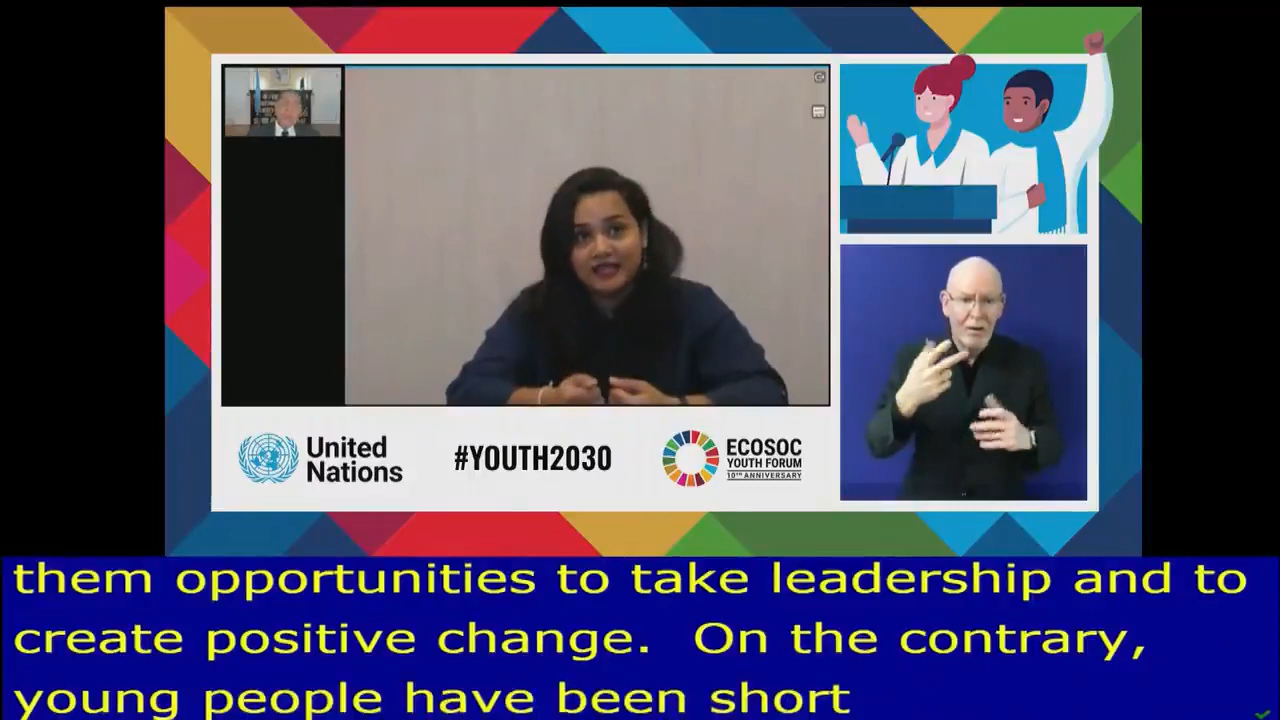 United
Nations
#YOUTH2030
ECOSOC
YOUTH FORUM
10TH ANNIVERSARY
them opportunities to take leadership and to
create positive change.  On the contrary,
young people have been short